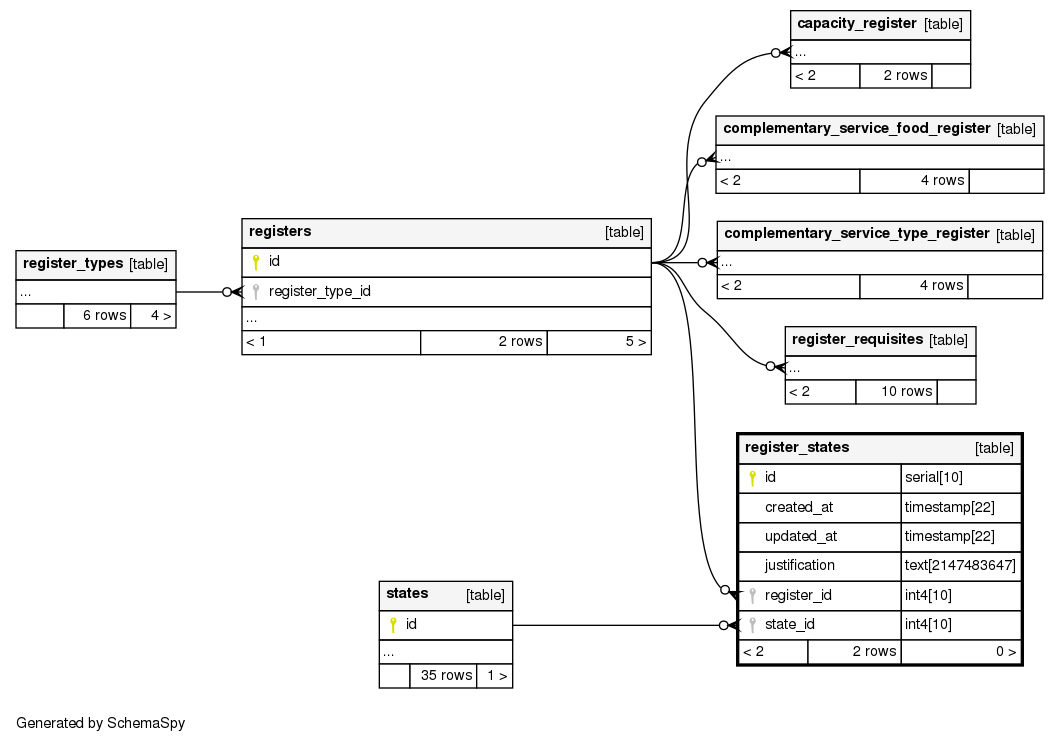 capacity_register [table]
...
< 2 2 rows
complementary_service_food_register [table]
...
< 2 4 rows
complementary_service_type_register [table]
...
< 2 4 rows
registers [table]
id
register_type_id
...
< 1 2 rows 5 >
register_types [table]
...
6 rows 4 >
register_requisites [table]
...
< 2 10 rows
register_states [table]
id serial[10]
created_at timestamp[22]
updated_at timestamp[22]
justification text[2147483647]
register_id int4[10]
state_id int4[10]
< 2 2 rows 0 >
states [table]
id
...
35 rows 1 >
Generated by SchemaSpy